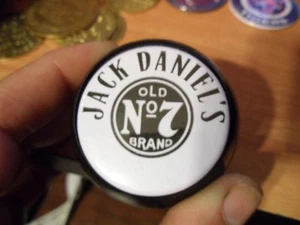 JACK DANIEL'S
OLD
Nº7
BRAND